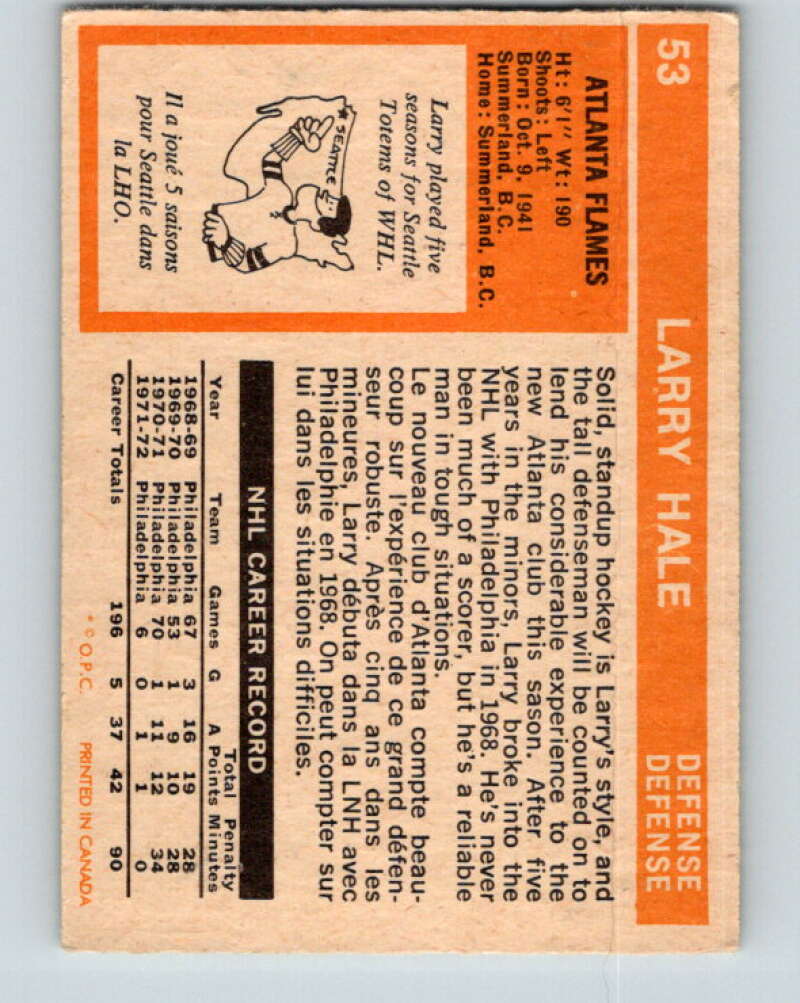 53
LARRY HALE
DEFENSE
DEFENSE
ATLANTA FLAMES
Ht: 6'1" Wt: 190
Shoots: Left
Born: Oct. 9, 1941
Summerland, B.C.
Home: Summerland, B.C.
Larry played five
seasons for Seattle
Totems of WHL.
SEATTLE
Il a joué 5 saisons
pour Seattle dans
la LHO.
Solid, standup hockey is Larry's style, and
the tall defenseman will be counted on to
lend his considerable experience to the
new Atlanta club this sason. After five
years in the minors, Larry broke into the
NHL with Philadelphia in 1968. He's never
been much of a scorer, but he's a reliable
man in tough situations.
Le nouveau club d'Atlanta compte beau-
coup sur l'expérience de ce grand défen-
seur robuste. Après cinq ans dans les
mineures, Larry débuta dans la LNH avec
Philadelphie en 1968. On peut compter sur
lui dans les situations difficiles.
NHL CAREER RECORD
Total Penalty
Year Team Games G A Points Minutes
1968-69 Philadelphia 67 3 16 19 28
1969-70 Philadelphia 53 1 9 10 28
1970-71 Philadelphia 70 1 11 12 34
1971-72 Philadelphia 6 0 1 1 0
Career Totals 196 5 37 42 90
* © O.P.C. PRINTED IN CANADA